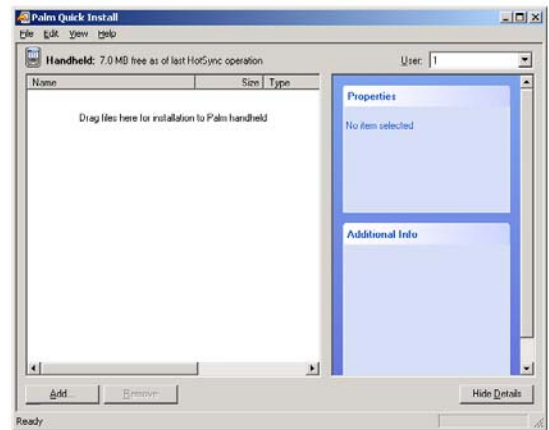 Palm Quick Install
File Edit View Help
Handheld: 7.0 MB free as of last HotSync operation
User: 1
Name Size Type
Drag files here for installation to Palm handheld
Properties
No item selected
Additional Info
Add... Remove Hide Details
Ready